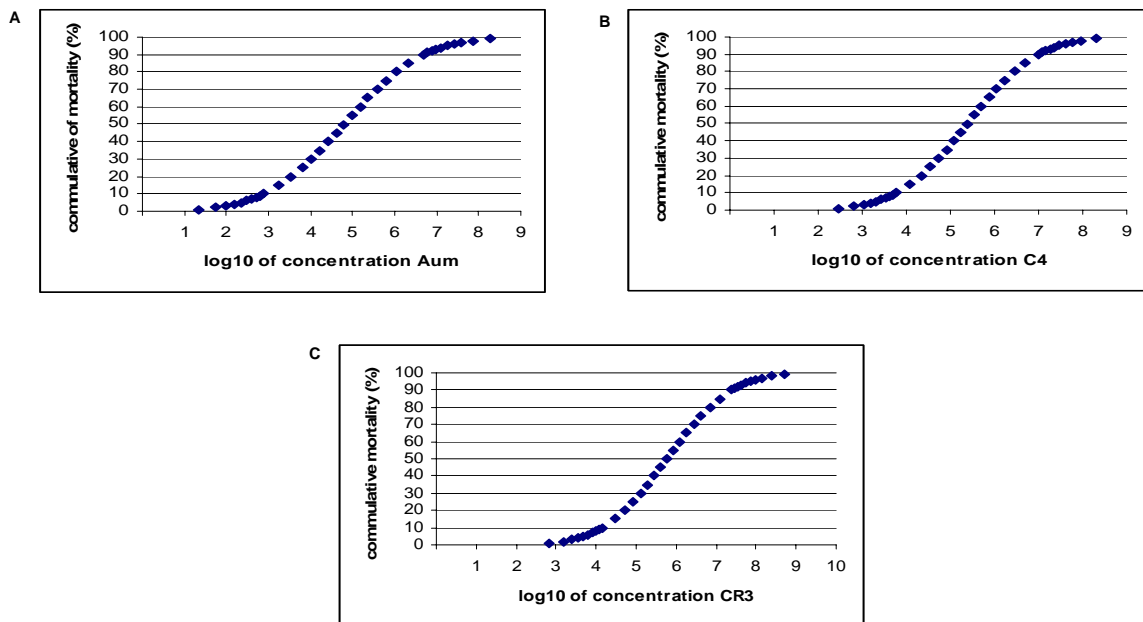 A
commulative of mortality (%)
100
90
80
70
60
50
40
30
20
10
0
1 2 3 4 5 6 7 8 9
log10 of concentration Aum
B
commulative mortality (%)
100
90
80
70
60
50
40
30
20
10
0
1 2 3 4 5 6 7 8 9
log10 of concentration C4
C
commulative mortality (%)
100
90
80
70
60
50
40
30
20
10
0
1 2 3 4 5 6 7 8 9 10
log10 of concentration CR3